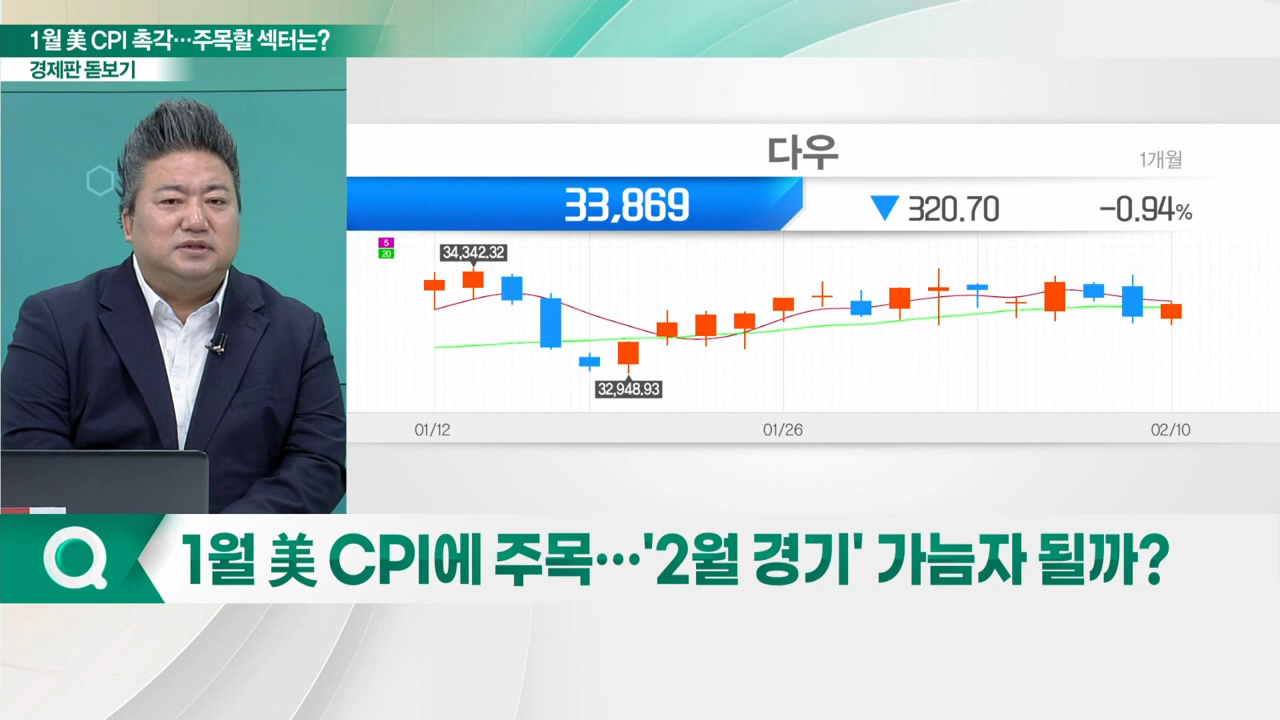 1월 美 CPI 촉각…주목할 섹터는?
경제판 돋보기
다우
1개월
33,869
▼ 320.70
-0.94%
5
20
34,342.32
32,948.93
01/12
01/26
02/10
1월 美 CPI에 주목…'2월 경기' 가늠자 될까?